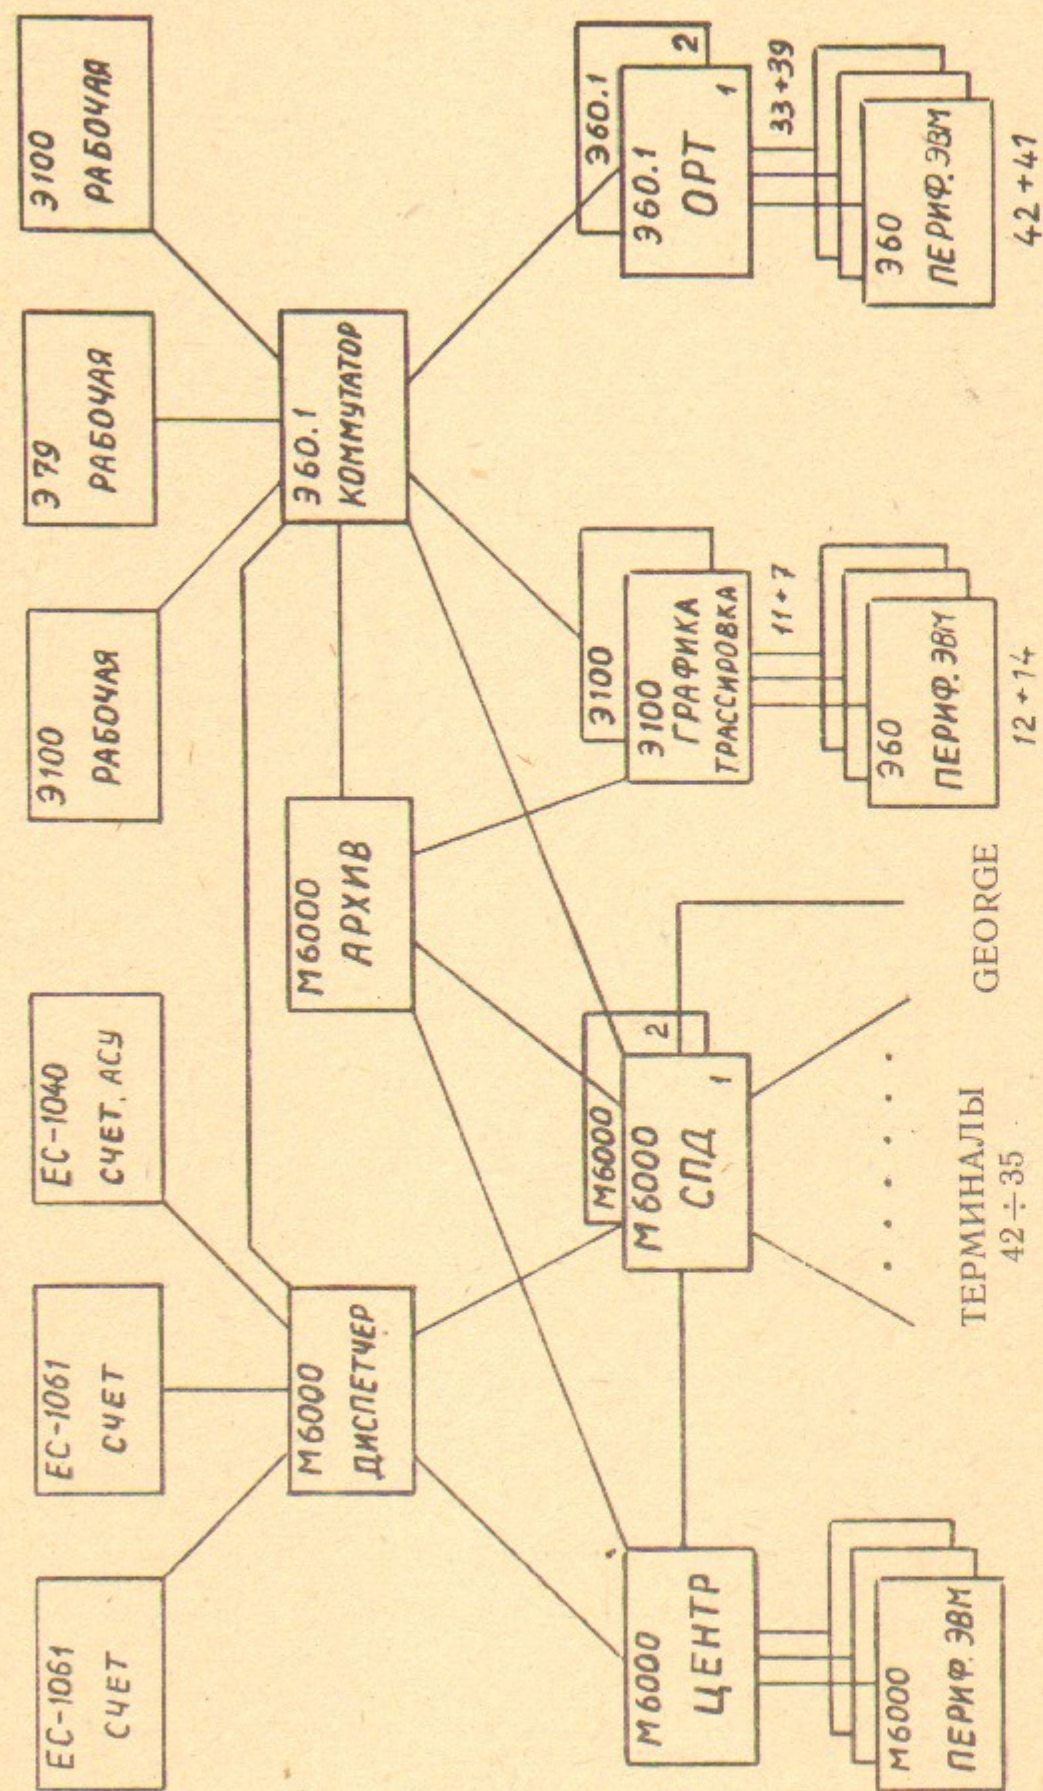 ЕС-1061
СЧЕТ
ЕС-1061
СЧЕТ
ЕС-1040
СЧЕТ, АСУ
Э100
РАБОЧАЯ
Э79
РАБОЧАЯ
Э100
РАБОЧАЯ
М6000
ДИСПЕТЧЕР
М6000
АРХИВ
Э60.1
КОММУТАТОР
М6000
ЦЕНТР
М6000
2
М6000
СПД
1
Э100
Э100
ГРАФИКА
ТРАССИРОВКА
Э60.1
2
Э60.1
ОРТ
1
11+7
33+39
М6000
ПЕРИФ. ЭВМ
ТЕРМИНАЛЫ
42÷35
GEORGE
Э60
ПЕРИФ. ЭВМ
12+14
Э60
ПЕРИФ. ЭВМ
42+41